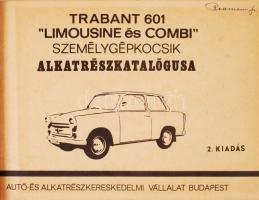 TRABANT 601
"LIMOUSINE és COMBI"
SZEMÉLYGÉPKOCSIK
ALKATRÉSZKATALÓGUSA
2. KIADÁS
AUTÓ-ÉS ALKATRÉSZKERESKEDELMI VÁLLALAT BUDAPEST